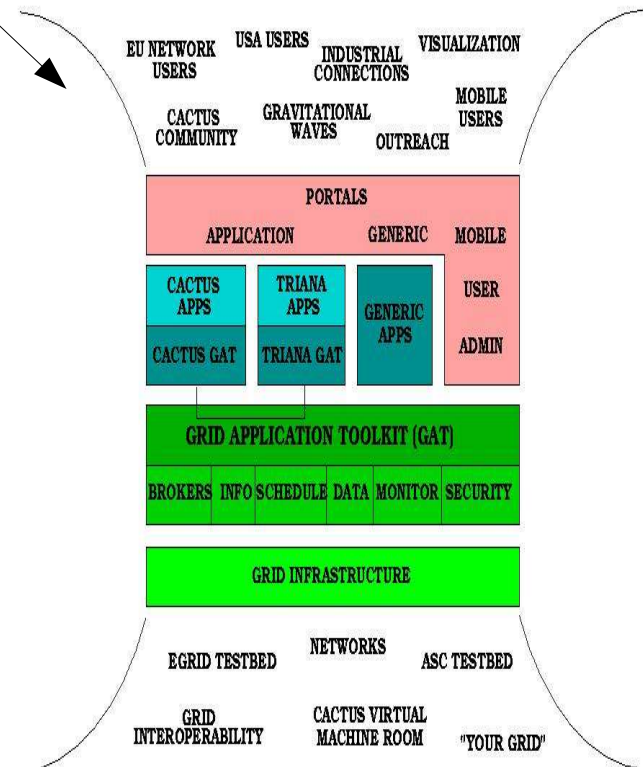 EU NETWORK
USERS
USA USERS
INDUSTRIAL
CONNECTIONS
VISUALIZATION
CACTUS
COMMUNITY
GRAVITATIONAL
WAVES
OUTREACH
MOBILE
USERS
PORTALS
APPLICATION
GENERIC
MOBILE
USER
ADMIN
CACTUS
APPS
CACTUS GAT
TRIANA
APPS
TRIANA GAT
GENERIC
APPS
GRID APPLICATION TOOLKIT (GAT)
BROKERS
INFO
SCHEDULE
DATA
MONITOR
SECURITY
GRID INFRASTRUCTURE
EGRID TESTBED
NETWORKS
ASC TESTBED
GRID
INTEROPERABILITY
CACTUS VIRTUAL
MACHINE ROOM
"YOUR GRID"